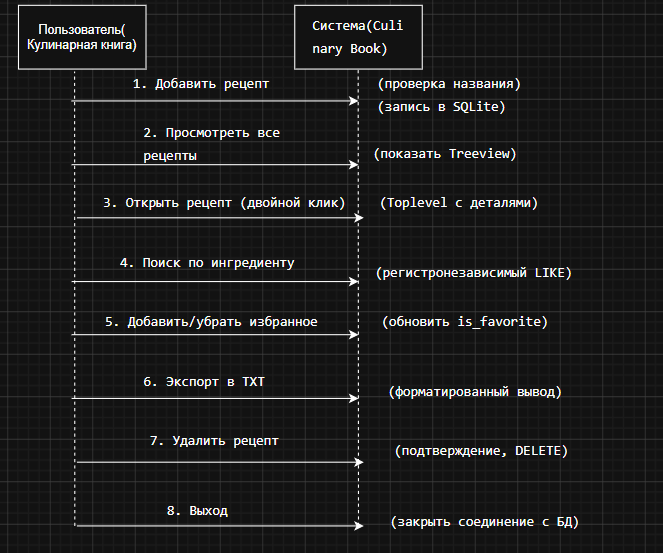 Пользователь(
Кулинарная книга)
Система(Culi
nary Book)
1. Добавить рецепт
(проверка названия)
(запись в SQLite)
2. Просмотреть все
рецепты
(показать Treeview)
3. Открыть рецепт (двойной клик)
(Toplevel с деталями)
4. Поиск по ингредиенту
(регистронезависимый LIKE)
5. Добавить/убрать избранное
(обновить is_favorite)
6. Экспорт в TXT
(форматированный вывод)
7. Удалить рецепт
(подтверждение, DELETE)
8. Выход
(закрыть соединение с БД)